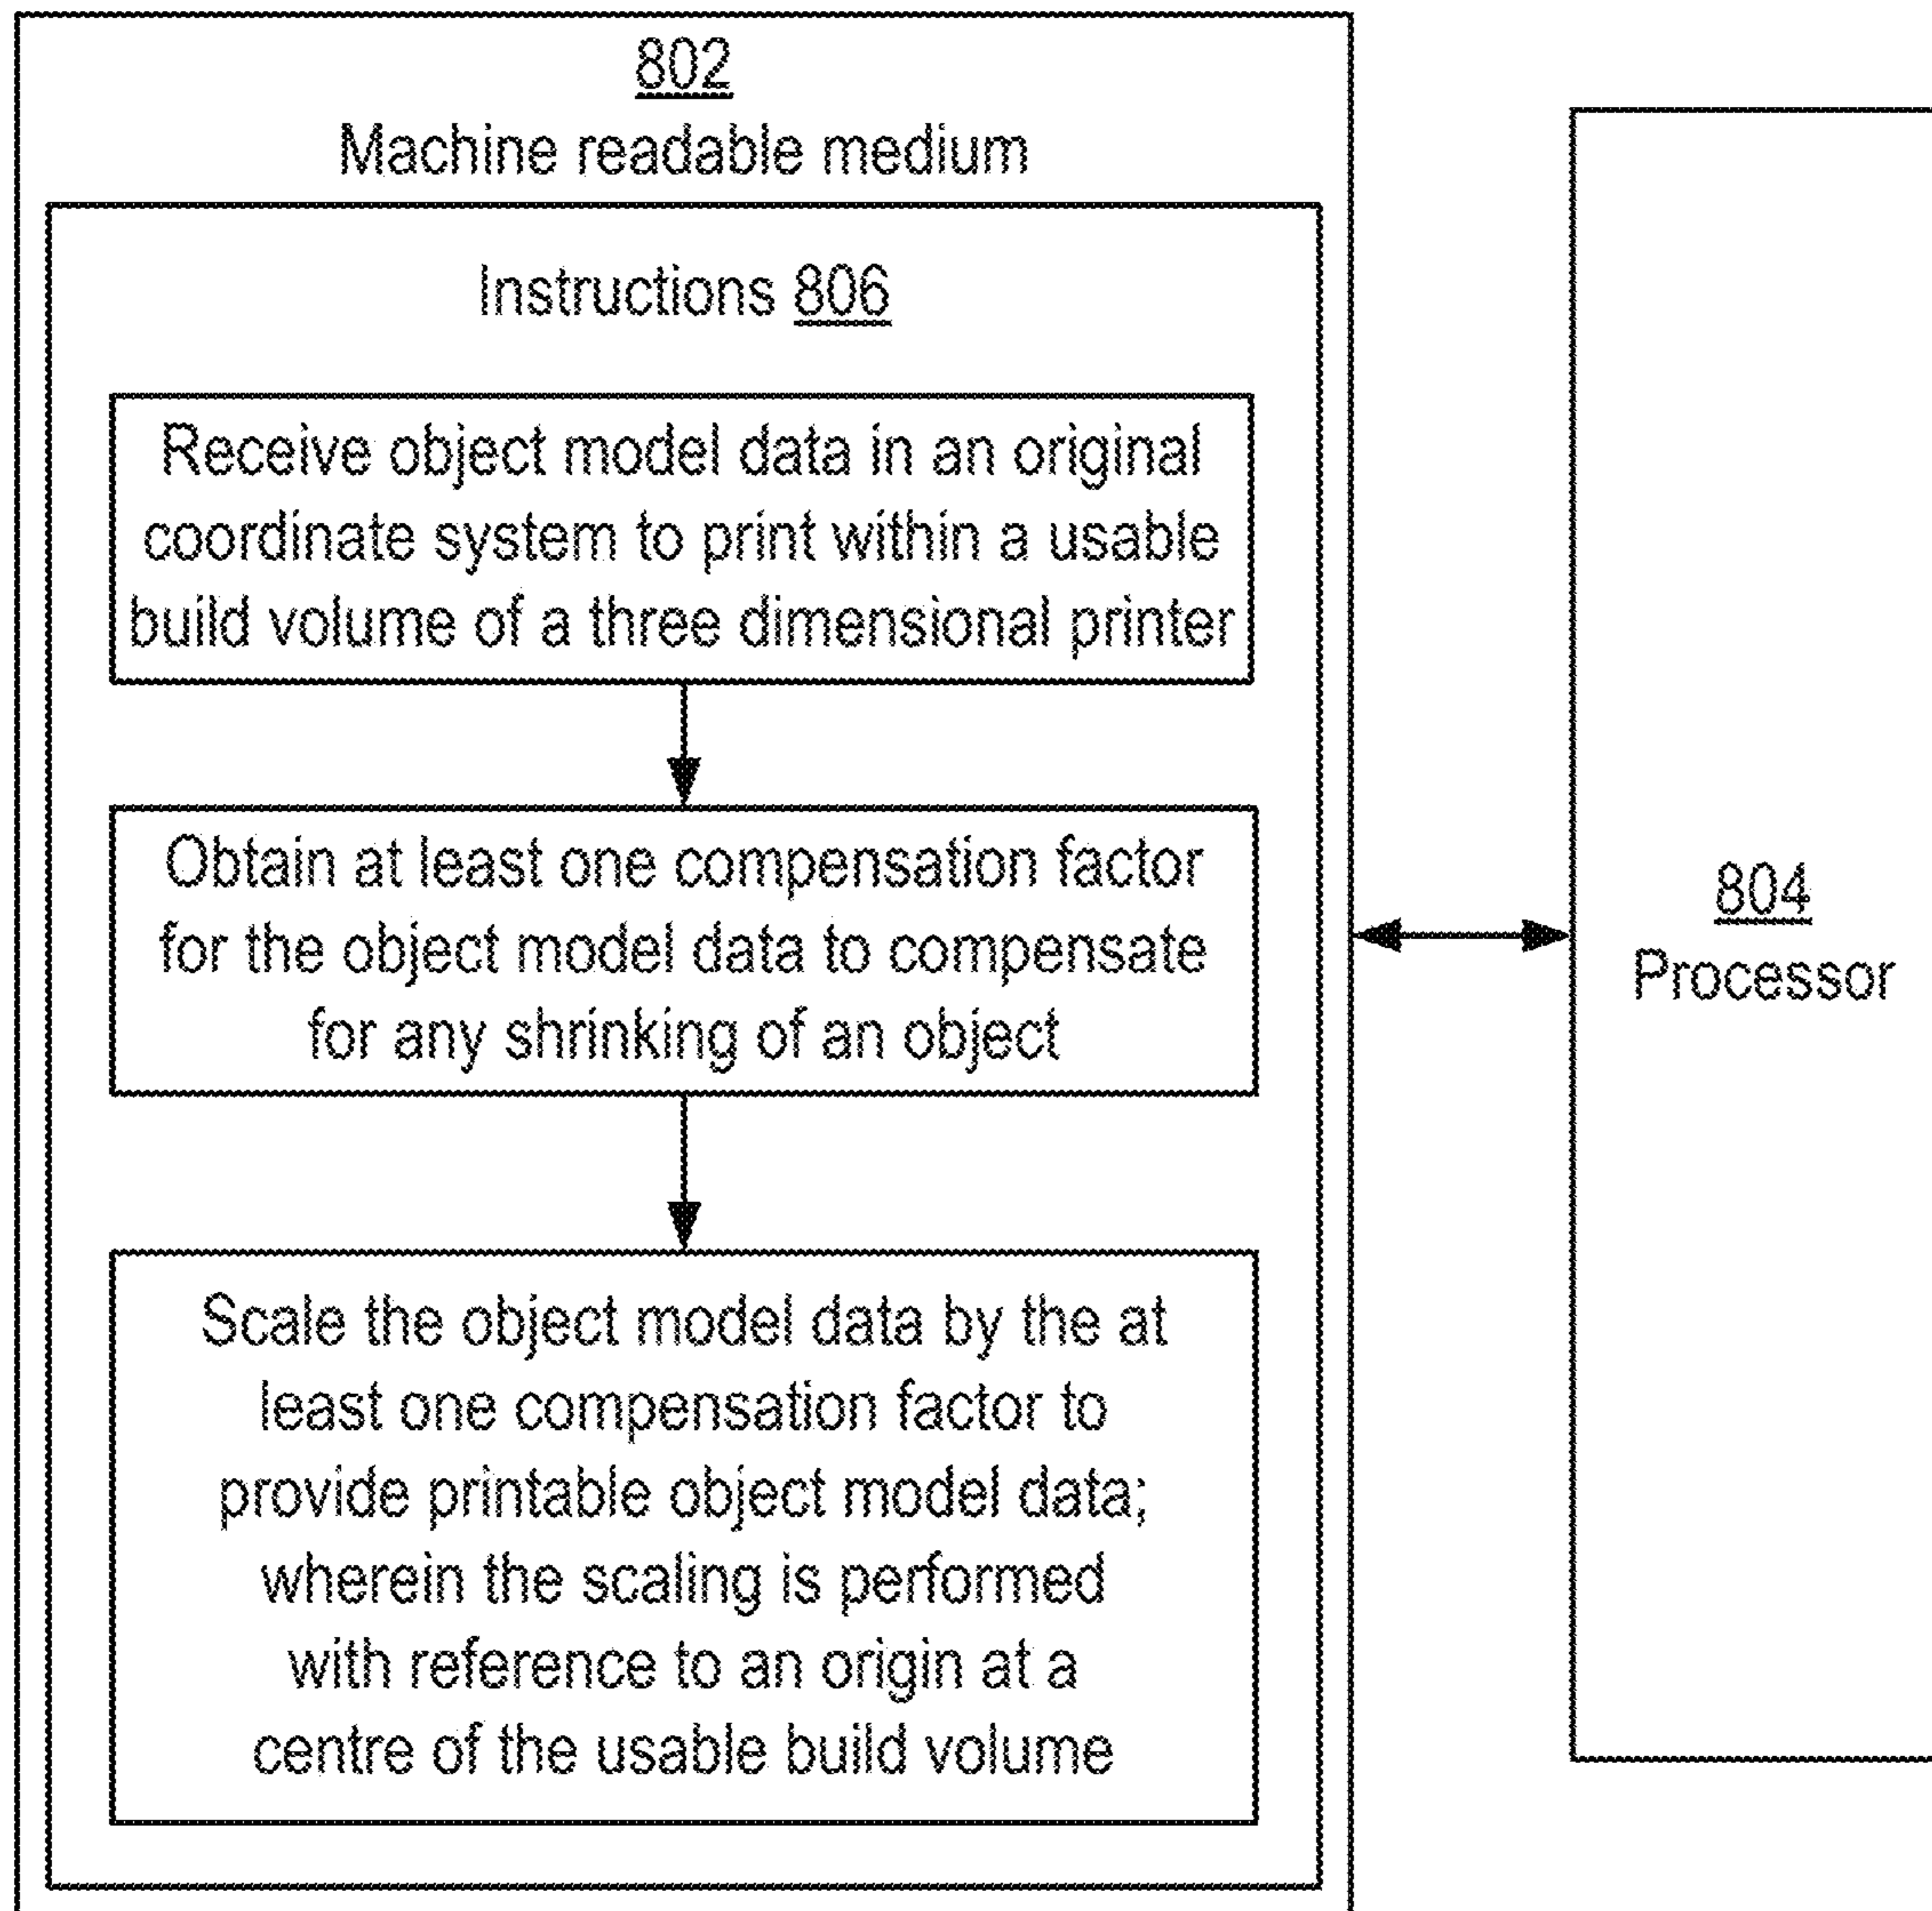 802
Machine readable medium
Instructions 806
Receive object model data in an original
coordinate system to print within a usable
build volume of a three dimensional printer
Obtain at least one compensation factor
for the object model data to compensate
for any shrinking of an object
Scale the object model data by the at
least one compensation factor to
provide printable object model data;
wherein the scaling is performed
with reference to an origin at a
centre of the usable build volume
804
Processor